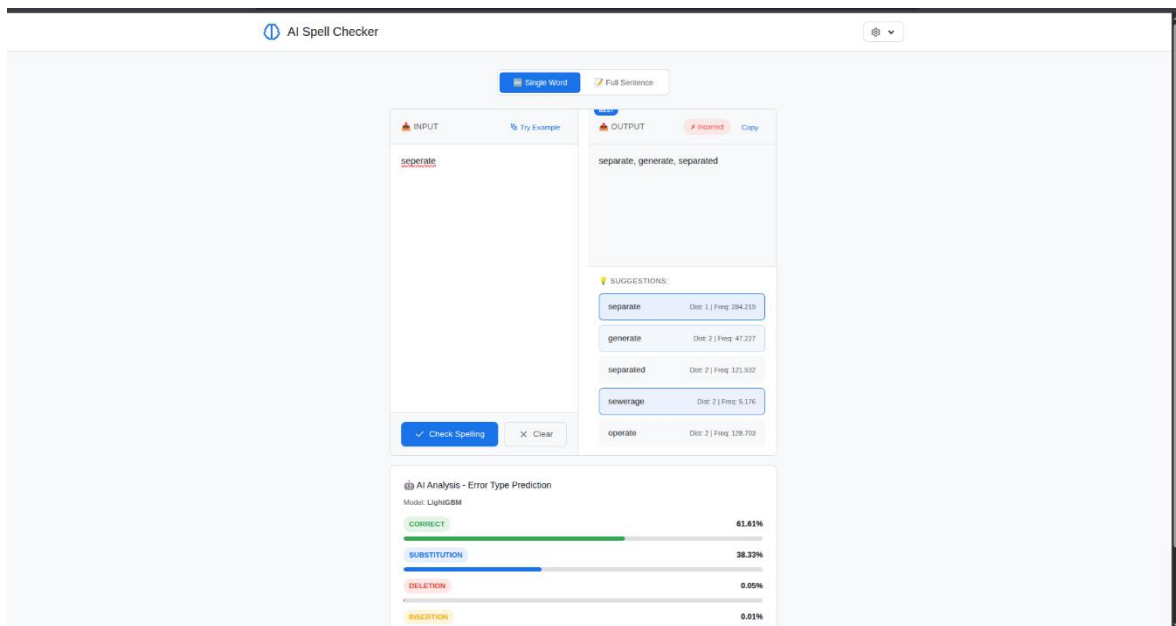 AI Spell Checker
Single Word
Full Sentence
INPUT
Try Example
BEST
OUTPUT
✗ Incorrect
Copy
seperate
separate, generate, separated
SUGGESTIONS:
separate Dist: 1 | Freq: 284.219
generate Dist: 2 | Freq: 47.227
separated Dist: 2 | Freq: 121.932
sewerage Dist: 2 | Freq: 5.176
operate Dist: 2 | Freq: 128.703
Check Spelling
Clear
AI Analysis - Error Type Prediction
Model: LightGBM
CORRECT 61.61%
SUBSTITUTION 38.33%
DELETION 0.05%
INSERTION 0.01%